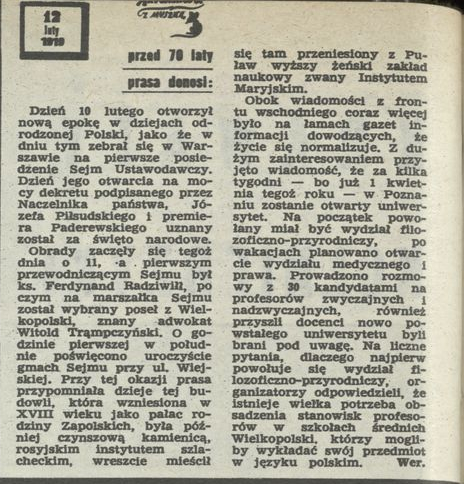 12
luty
1919
z MUSZKĄ
przed 70 laty
prasa donosi:
Dzień 10 lutego otworzył
nową epokę w dziejach od-
rodzonej Polski, jako że w
dniu tym zebrał się w War-
szawie na pierwsze posie-
dzenie Sejm Ustawodawczy.
Dzień jego otwarcia na mo-
cy dekretu podpisanego przez
Naczelnika państwa, Jó-
zefa Piłsudskiego i premie-
ra Paderewskiego uznany
został za święto narodowe.
Obrady zaczęły się tegoż
dnia o 11, a pierwszym
przewodniczącym Sejmu był
ks. Ferdynand Radziwiłł, po
czym na marszałka Sejmu
został wybrany poseł z Wiel-
kopolski, znany adwokat
Witold Trąmpczyński. O go-
dzinie pierwszej w połud-
nie poświęcono uroczyście
gmach Sejmu przy ul. Wiej-
skiej. Przy tej okazji prasa
przypomniała dzieje tej bu-
dowli, która wzniesiona w
XVIII wieku jako pałac ro-
dziny Zapolskich, była póź-
niej czynszową kamienicą,
rosyjskim instytutem szla-
checkim, wreszcie mieścił
się tam przeniesiony z Pu-
ław wyższy żeński zakład
naukowy zwany Instytutem
Maryjskim.
Obok wiadomości z fron-
tu wschodniego coraz więcej
było na łamach gazet in-
formacji dowodzących, że
życie się normalizuje. Z du-
żym zainteresowaniem przy-
jęto wiadomość, że za kilka
tygodni — bo już 1 kwiet-
nia tegoż roku — w Pozna-
niu zostanie otwarty uniwer-
sytet. Na początek powo-
łany miał być wydział filo-
zoficzno-przyrodniczy, po
wakacjach planowano otwar-
cie wydziału medycznego i
prawa. Prowadzono rozmo-
wy z 30 kandydatami na
profesorów zwyczajnych i
nadzwyczajnych, również
przyszli docenci nowo po-
wstałego uniwersytetu byli
brani pod uwagę. Na liczne
pytania, dlaczego najpierw
powołuje się wydział fi-
lozoficzno-przyrodniczy, or-
ganizatorzy odpowiedzieli, że
istnieje wielka potrzeba ob-
sadzenia stanowisk profeso-
rów w szkołach średnich
Wielkopolski, którzy mogli-
by wykładać swój przedmiot
w języku polskim. Wer.